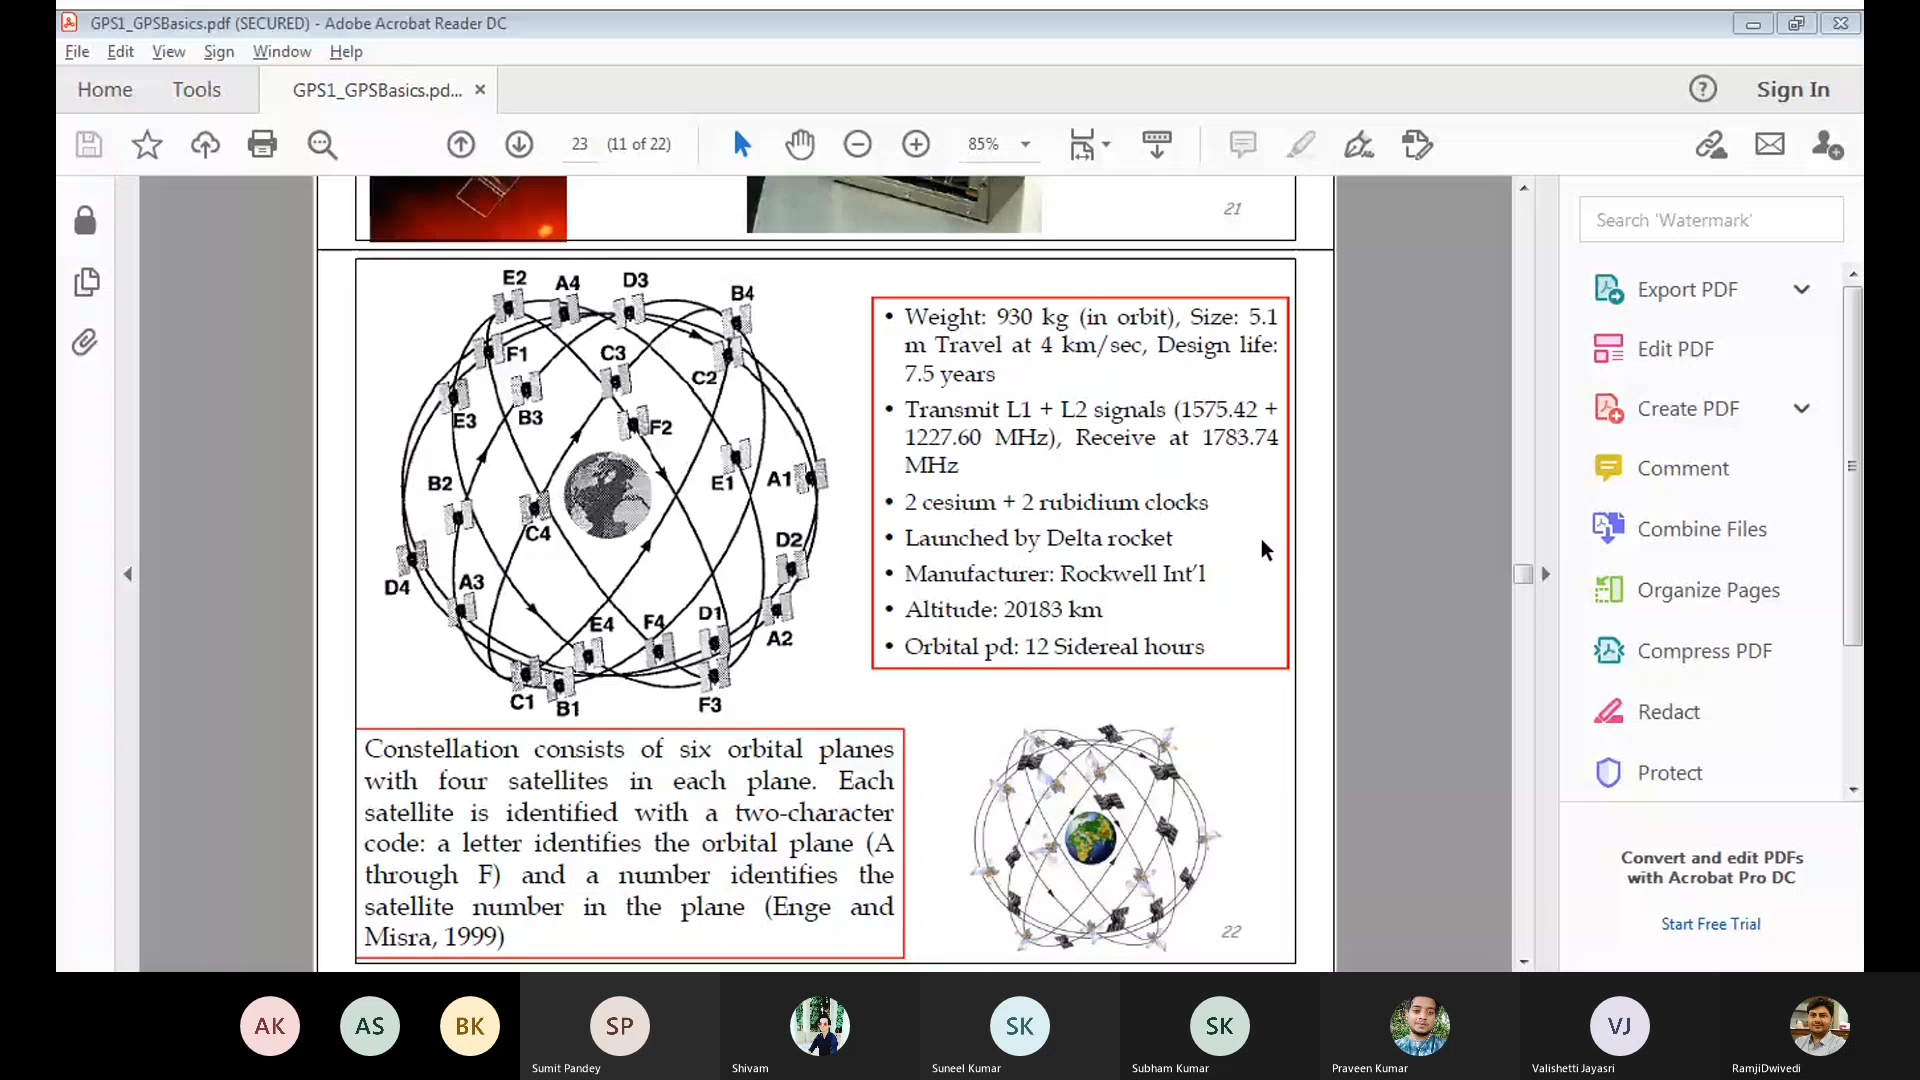 GPS1_GPSBasics.pdf (SECURED) - Adobe Acrobat Reader DC
File Edit View Sign Window Help
Home Tools GPS1_GPSBasics.pd... × Sign In
23 (11 of 22) 85%
21
E2 A4 D3 B4
F1 C3 C2
E3 B3 F2
B2 E1 A1
C4 D2
D4 A3
E4 F4 D1 A2
C1 B1 F3
• Weight: 930 kg (in orbit), Size: 5.1
m Travel at 4 km/sec, Design life:
7.5 years
• Transmit L1 + L2 signals (1575.42 +
1227.60 MHz), Receive at 1783.74
MHz
• 2 cesium + 2 rubidium clocks
• Launched by Delta rocket
• Manufacturer: Rockwell Int'l
• Altitude: 20183 km
• Orbital pd: 12 Sidereal hours
Constellation consists of six orbital planes
with four satellites in each plane. Each
satellite is identified with a two-character
code: a letter identifies the orbital plane (A
through F) and a number identifies the
satellite number in the plane (Enge and
Misra, 1999)
22
Search 'Watermark'
Export PDF
Edit PDF
Create PDF
Comment
Combine Files
Organize Pages
Compress PDF
Redact
Protect
Convert and edit PDFs
with Acrobat Pro DC
Start Free Trial
AK AS BK SP SK SK VJ
Sumit Pandey Shivam Suneel Kumar Subham Kumar Praveen Kumar Valishetti Jayasri RamjiDwivedi